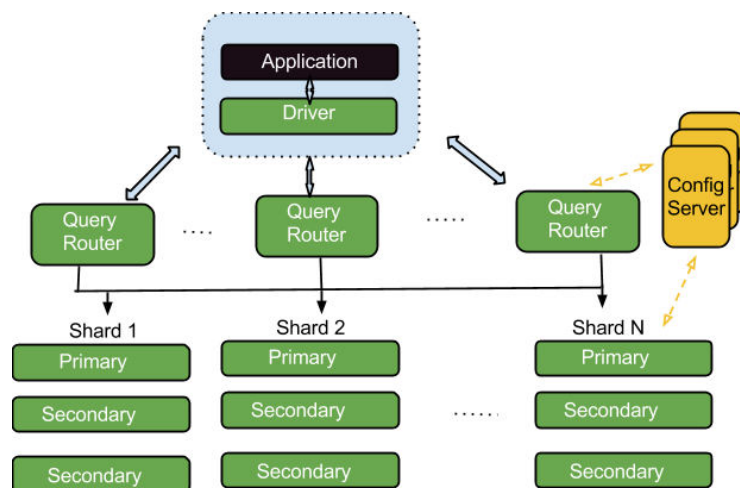 Application
Driver
Query
Router
....
Query
Router
.....
Query
Router
Config
Server
Shard 1
Shard 2
Shard N
Primary
Primary
Primary
Secondary
Secondary
......
Secondary
Secondary
Secondary
Secondary